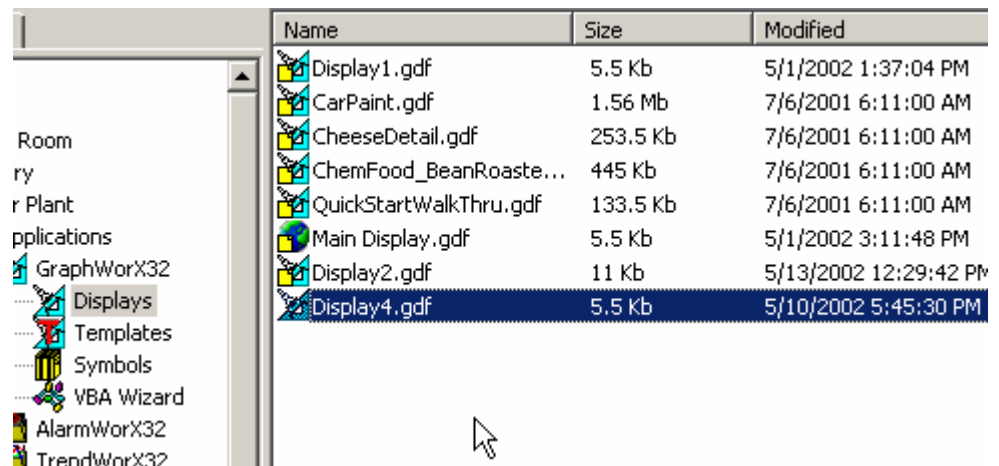 Name Size Modified
Display1.gdf 5.5 Kb 5/1/2002 1:37:04 PM
CarPaint.gdf 1.56 Mb 7/6/2001 6:11:00 AM
CheeseDetail.gdf 253.5 Kb 7/6/2001 6:11:00 AM
ChemFood_BeanRoaste... 445 Kb 7/6/2001 6:11:00 AM
QuickStartWalkThru.gdf 133.5 Kb 7/6/2001 6:11:00 AM
Main Display.gdf 5.5 Kb 5/1/2002 3:11:48 PM
Display2.gdf 11 Kb 5/13/2002 12:29:42 PM
Display4.gdf 5.5 Kb 5/10/2002 5:45:30 PM
Room
ry
r Plant
pplications
GraphWorX32
Displays
Templates
Symbols
VBA Wizard
AlarmWorX32
TrendWorX32